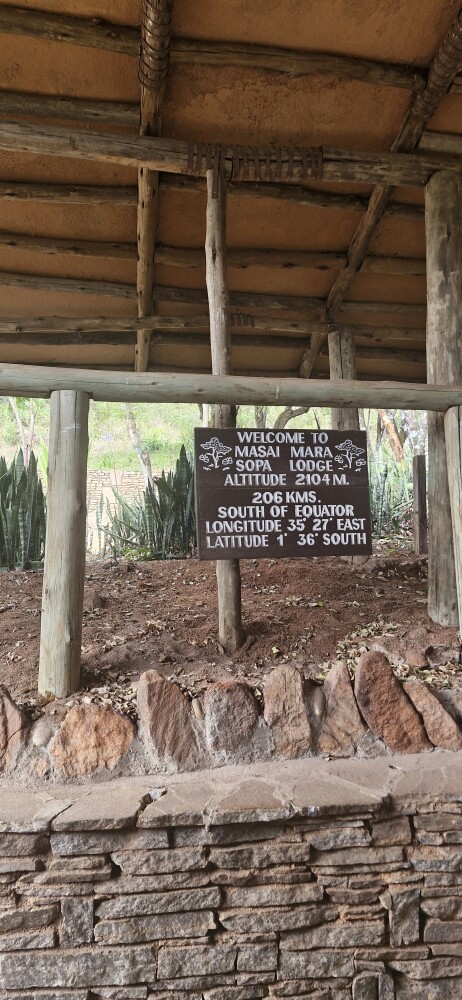 WELCOME TO
MASAI MARA
SOPA LODGE
ALTITUDE 2104 M.
206 KMS.
SOUTH OF EQUATOR
LONGITUDE 35° 27' EAST
LATITUDE 1° 36° SOUTH